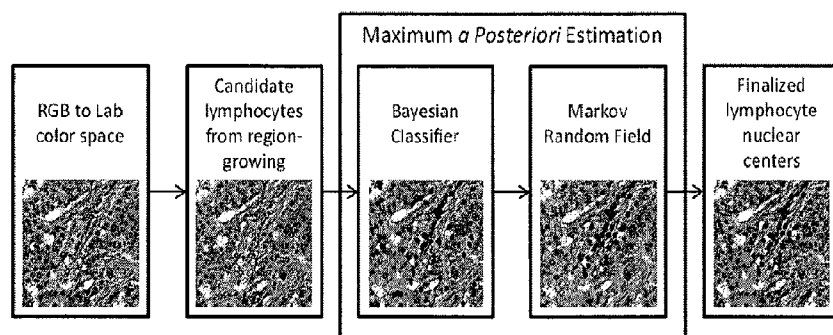 Maximum a Posteriori Estimation
RGB to Lab
color space
Candidate
lymphocytes
from region-
growing
Bayesian
Classifier
Markov
Random Field
Finalized
lymphocyte
nuclear
centers